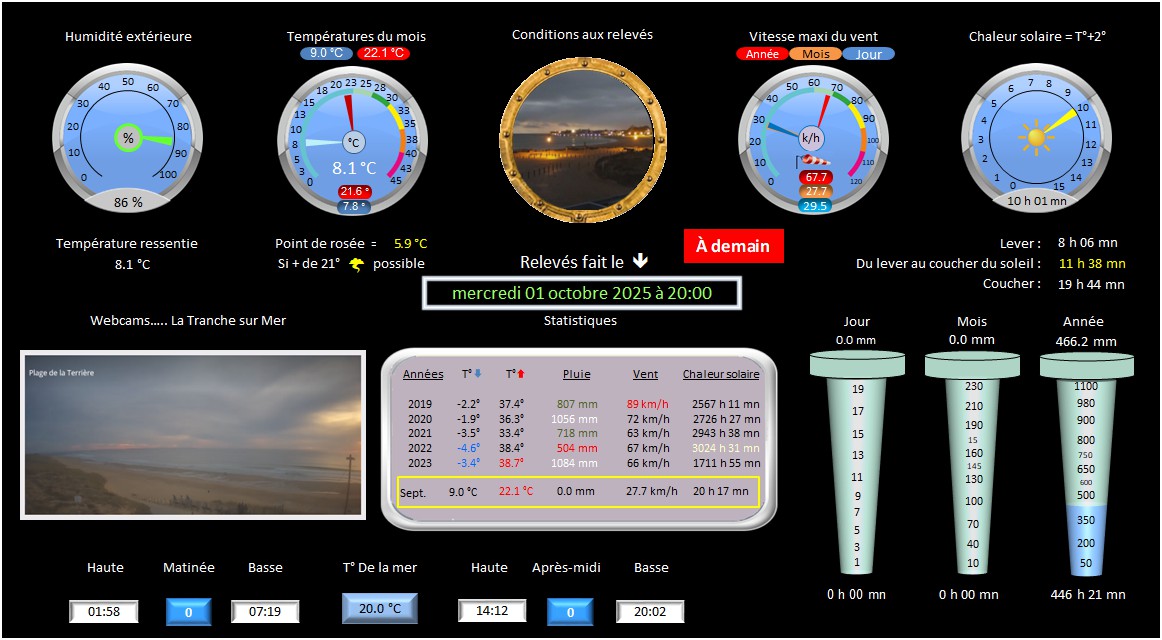 Humidité extérieure
0 10 20 30 40 50 60 70 80 90 100
%
86 %
Températures du mois
9.0 °C 22.1 °C
0 3 5 8 10 13 15 18 20 23 25 28 30 33 35 38 40 43 45
°C
8.1 °C
21.6 °
7.8 °
Conditions aux relevés
Vitesse maxi du vent
Année Mois Jour
0 10 20 30 40 50 60 70 80 90 100 110 120
k/h
67.7
27.7
29.5
Chaleur solaire = T°+2°
0 1 2 3 4 5 6 7 8 9 10 11 12 13 14 15
10 h 01 mn
Température ressentie
8.1 °C
Point de rosée = 5.9 °C
Si + de 21° possible
Relevés fait le
À demain
mercredi 01 octobre 2025 à 20:00
Lever : 8 h 06 mn
Du lever au coucher du soleil : 11 h 38 mn
Coucher : 19 h 44 mn
Webcams….. La Tranche sur Mer
Plage de la Terrière
Statistiques
Années T° T° Pluie Vent Chaleur solaire
2019 -2.2° 37.4° 807 mm 89 km/h 2567 h 11 mn
2020 -1.9° 36.3° 1056 mm 72 km/h 2726 h 27 mn
2021 -3.5° 33.4° 718 mm 63 km/h 2943 h 38 mn
2022 -4.6° 38.4° 504 mm 67 km/h 3024 h 31 mn
2023 -3.4° 38.7° 1084 mm 66 km/h 1711 h 55 mn
Sept. 9.0 °C 22.1 °C 0.0 mm 27.7 km/h 20 h 17 mn
Jour
0.0 mm
19
17
15
13
11
9
7
5
3
1
0 h 00 mn
Mois
0.0 mm
230
210
190
15
160
145
130
100
70
40
10
0 h 00 mn
Année
466.2 mm
1100
980
900
800
750
650
600
500
350
200
50
446 h 21 mn
Haute Matinée Basse T° De la mer Haute Après-midi Basse
01:58 0 07:19 20.0 °C 14:12 0 20:02